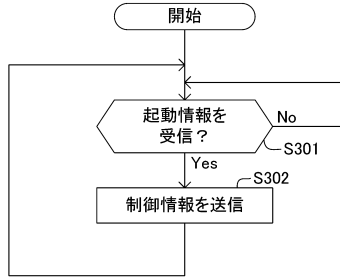 開始
起動情報を
受信？
No
S301
Yes
S302
制御情報を送信